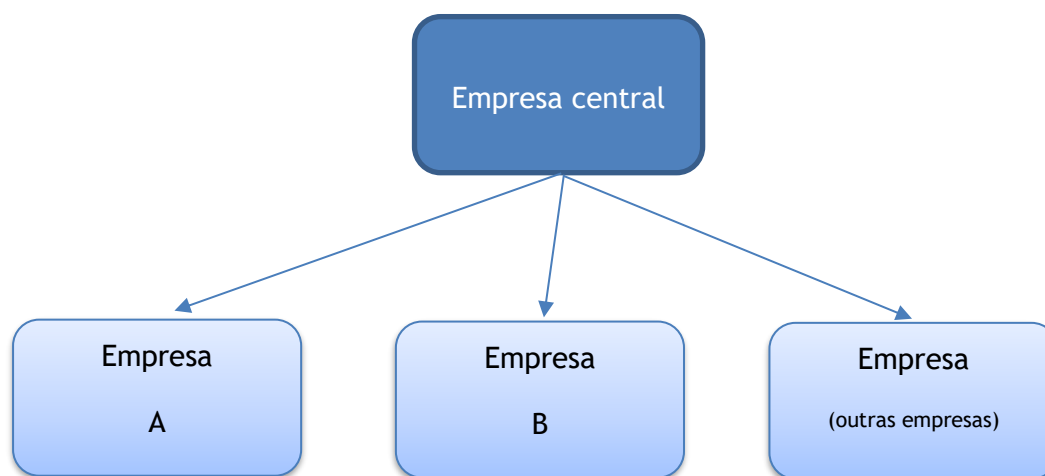 Empresa central
Empresa
A
Empresa
B
Empresa
(outras empresas)